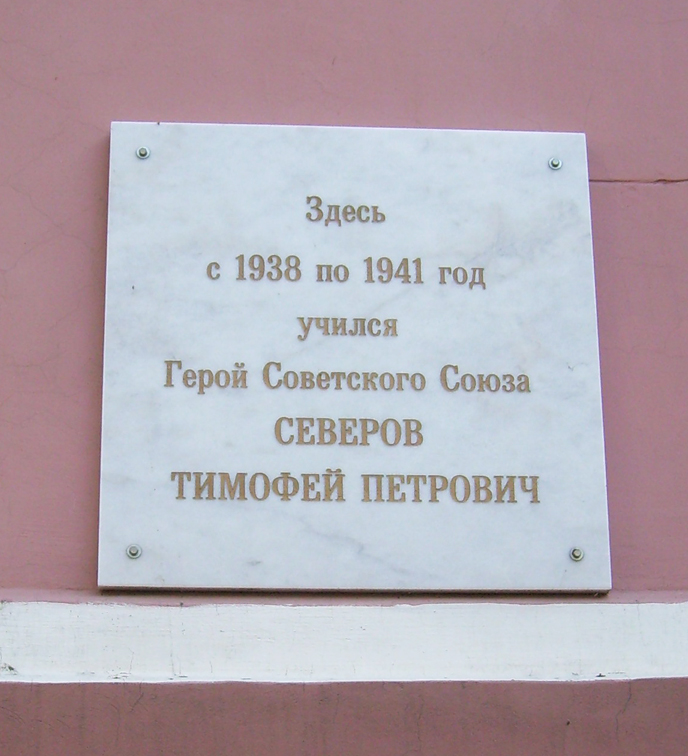 Здесь
с 1938 по 1941 год
учился
Герой Советского Союза
СЕВЕРОВ
ТИМОФЕЙ ПЕТРОВИЧ